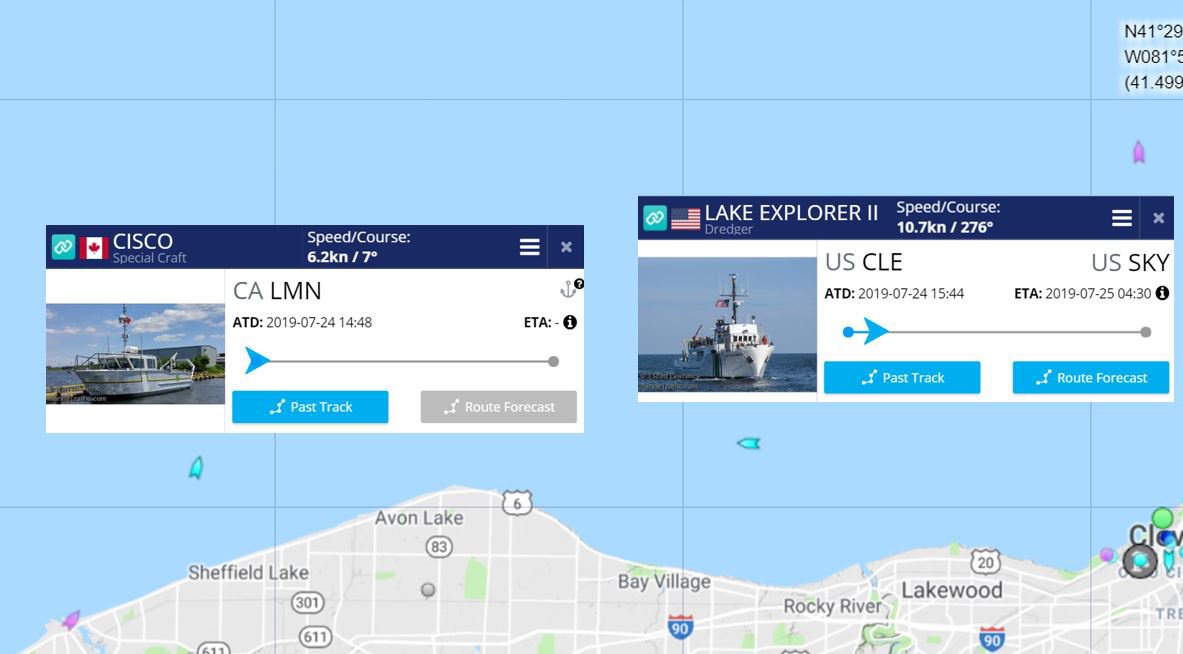 N41°29
W081°5
(41.499
CISCO
Special Craft
Speed/Course:
6.2kn / 7°
CA LMN
ATD: 2019-07-24 14:48
ETA: -
Past Track
Route Forecast
LAKE EXPLORER II
Dredger
Speed/Course:
10.7kn / 276°
US CLE
US SKY
ATD: 2019-07-24 15:44
ETA: 2019-07-25 04:30
Past Track
Route Forecast
6
Avon Lake
83
Sheffield Lake
301
611
611
Bay Village
Rocky River
Lakewood
20
90
90
Clev
TRE